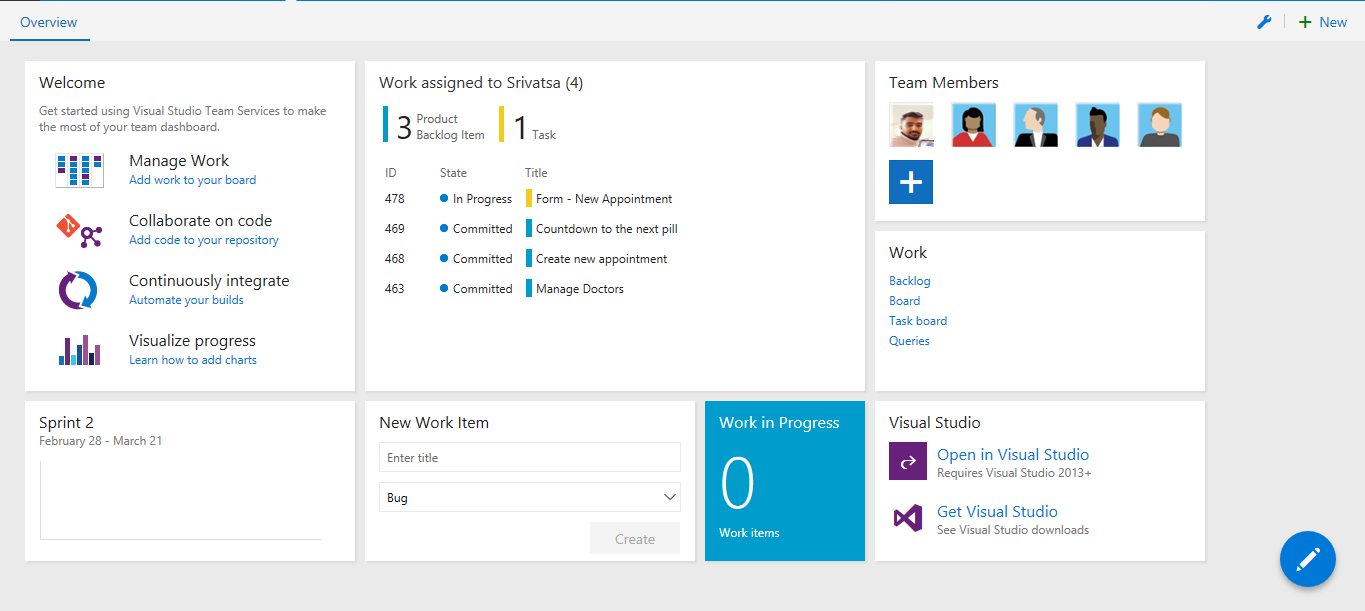 Overview
New
Welcome
Get started using Visual Studio Team Services to make
the most of your team dashboard.
Manage Work
Add work to your board
Collaborate on code
Add code to your repository
Continuously integrate
Automate your builds
Visualize progress
Learn how to add charts
Work assigned to Srivatsa (4)
3 Product
Backlog Item
1 Task
ID State Title
478 In Progress Form - New Appointment
469 Committed Countdown to the next pill
468 Committed Create new appointment
463 Committed Manage Doctors
Team Members
Work
Backlog
Board
Task board
Queries
Sprint 2
February 28 - March 21
New Work Item
Enter title
Bug
Create
Work in Progress
0
Work items
Visual Studio
Open in Visual Studio
Requires Visual Studio 2013+
Get Visual Studio
See Visual Studio downloads